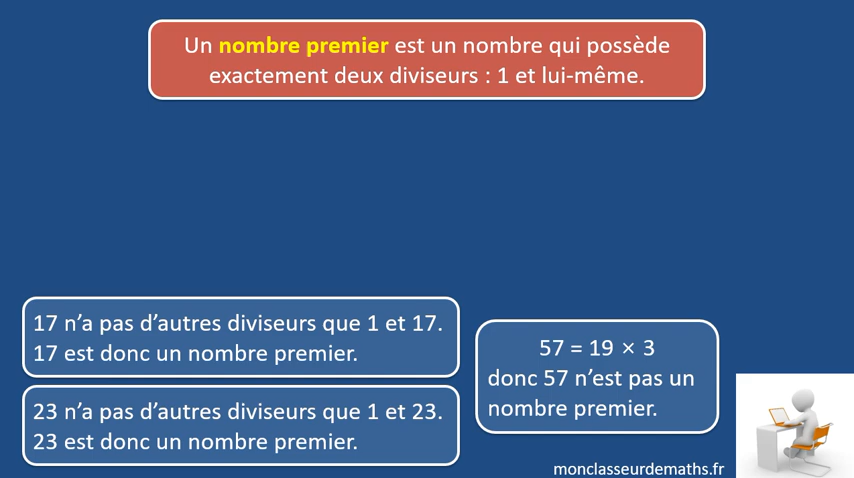 Un nombre premier est un nombre qui possède
exactement deux diviseurs : 1 et lui-même.
17 n’a pas d’autres diviseurs que 1 et 17.
17 est donc un nombre premier.
23 n’a pas d’autres diviseurs que 1 et 23.
23 est donc un nombre premier.
57 = 19 × 3
donc 57 n’est pas un
nombre premier.
monclasseurdemaths.fr